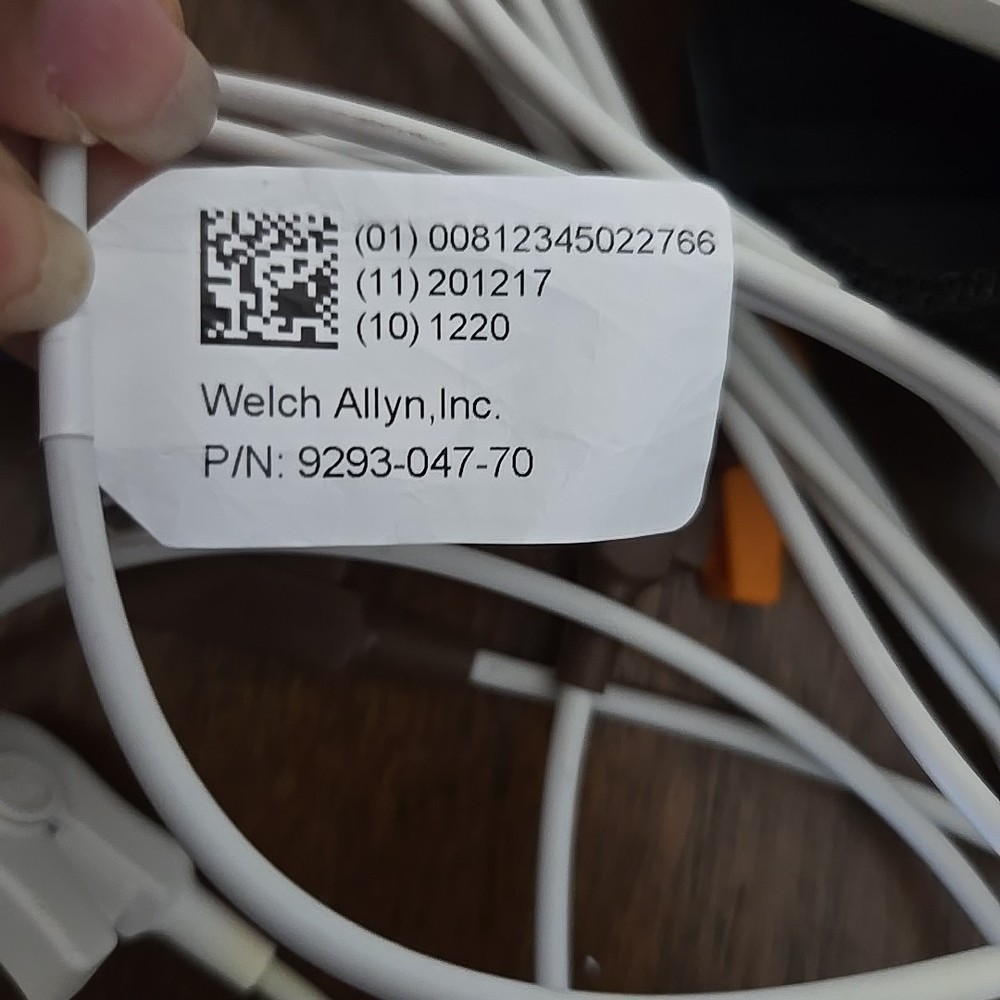 (01) 00812345022766
(11) 201217
(10) 1220
Welch Allyn,Inc.
P/N: 9293-047-70